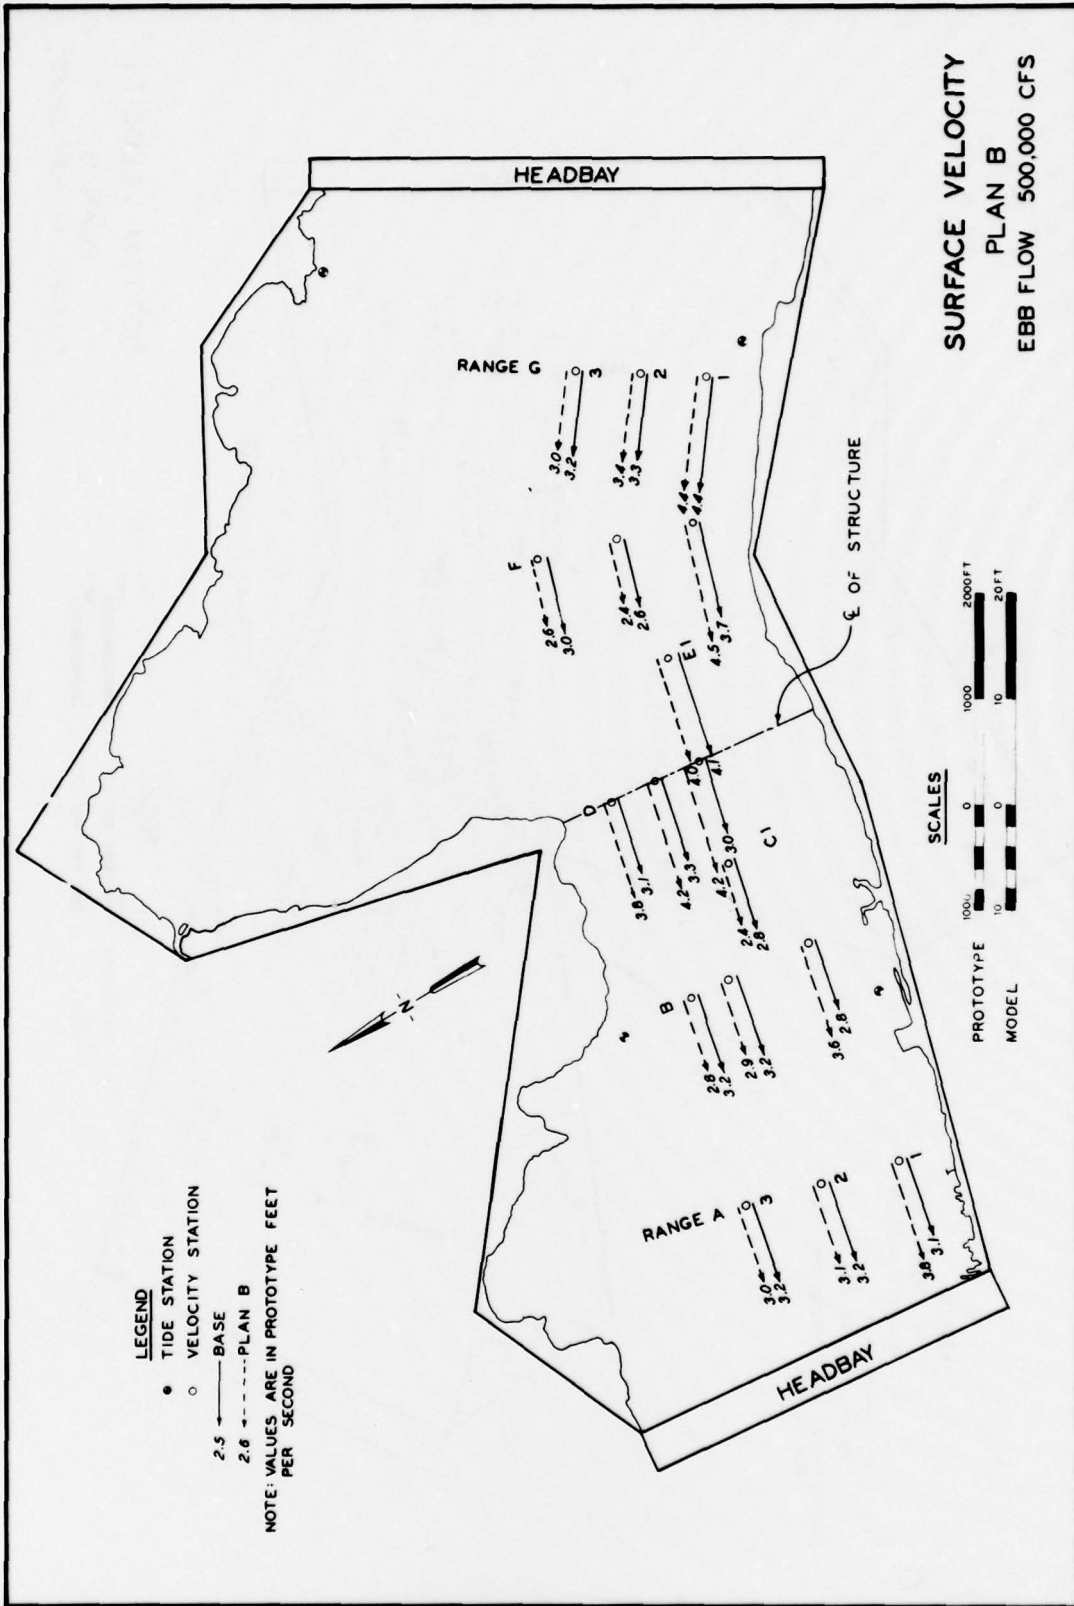 SURFACE VELOCITY
PLAN B
EBB FLOW 500,000 CFS
HEADBAY
RANGE G
3
2
1
3.0
3.2
3.4
3.3
4.4
4.4
F
2.6
3.0
2.4
2.6
4.5
3.7
E1
4.0
4.1
℄ OF STRUCTURE
D
3.8
3.1
4.2
3.3
4.2
3.0
C1
2.4
2.8
B
2.8
3.2
2.9
3.2
3.6
2.8
RANGE A
3
2
1
3.0
3.2
3.1
3.2
3.8
3.1
HEADBAY
-N-
LEGEND
TIDE STATION
VELOCITY STATION
2.5 BASE
2.6 PLAN B
NOTE: VALUES ARE IN PROTOTYPE FEET
PER SECOND
SCALES
PROTOTYPE 1000 0 1000 2000FT
MODEL 10 0 10 20FT